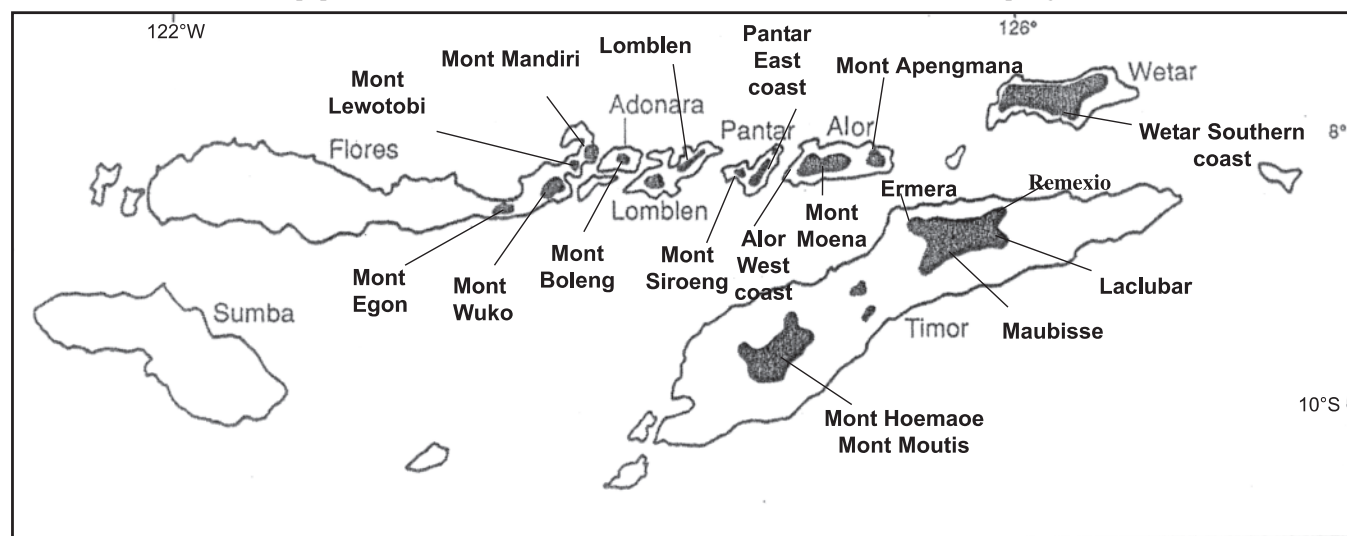 122°W
126°
Mont Mandiri
Lomblen
Pantar
East
coast
Mont Apengmana
Wetar
Mont
Lewotobi
Adonara
Pantar
Alor
Wetar Southern
coast
8°
Flores
Ermera
Remexio
Lomblen
Mont
Moena
Mont
Boleng
Mont
Siroeng
Alor
West
coast
Laclubar
Mont
Egon
Mont
Wuko
Sumba
Timor
Maubisse
10°S
Mont Hoemaoe
Mont Moutis